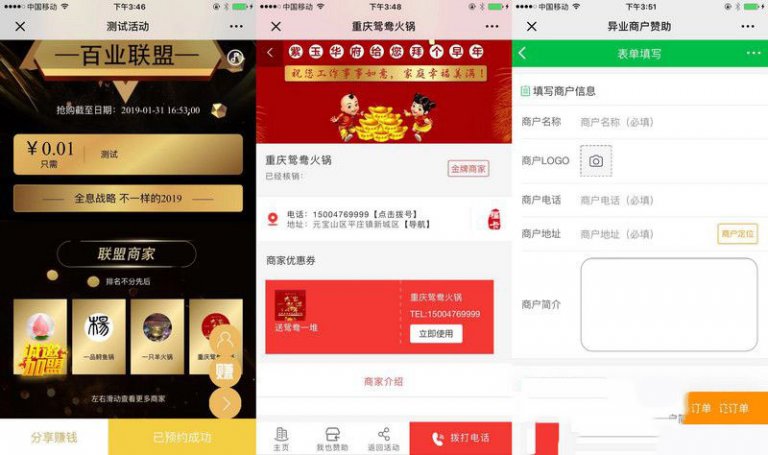 中国移动
下午3:46
测试活动
百业联盟
抢购截至日期：2019-01-31 16:53:00
￥0.01
只需
测试
全息战略 不一样的2019
联盟商家
排名不分先后
诚邀加盟
杨
一品鲟鱼锅
一只羊火锅
重庆鸳鸯
赚
左右滑动查看更多商家
分享赚钱
已预约成功
中国移动
下午3:48
重庆鸳鸯火锅
紫玉华府给您拜个早年
祝您工作事事如意，家庭幸福美满！
重庆鸳鸯火锅
已经核销：
金牌商家
电话：15004769999【点击拨号】
地址：元宝山区平庄镇新城区【导航】
福卡
商家优惠券
送鸳鸯一堆
重庆鸳鸯火锅
TEL:15004769999
立即使用
商家介绍
主页
我也赞助
返回活动
拨打电话
中国移动
下午3:51
异业商户赞助
表单填写
填写商户信息
商户名称
商户名称（必填）
商户LOGO
商户电话
商户电话（必填）
商户地址
商户地址（必填）
商户定位
商户简介
订单
订单